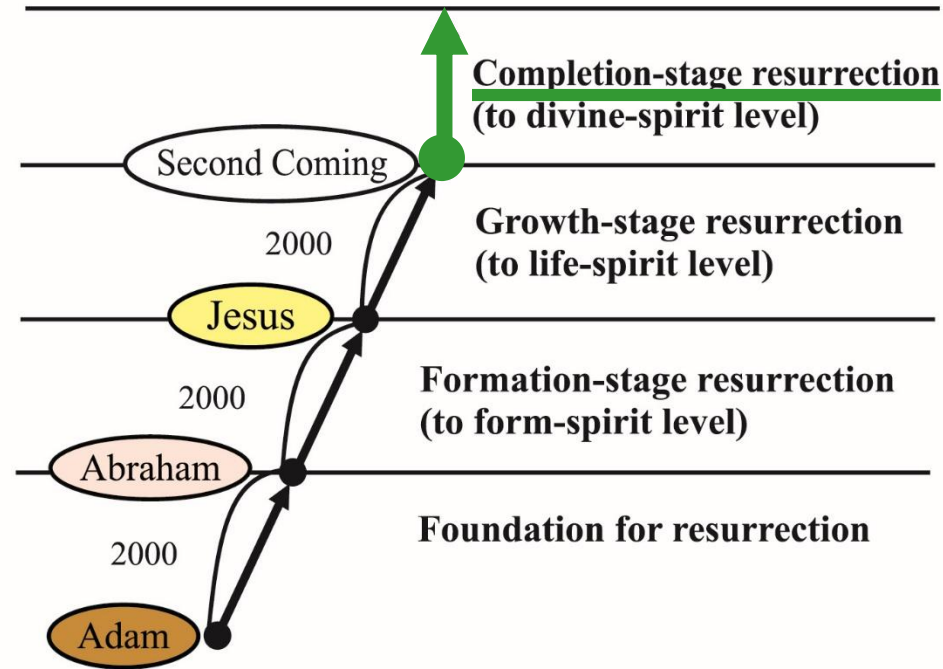 Completion-stage resurrection
(to divine-spirit level)
Second Coming
2000
Growth-stage resurrection
(to life-spirit level)
Jesus
2000
Formation-stage resurrection
(to form-spirit level)
Abraham
2000
Foundation for resurrection
Adam